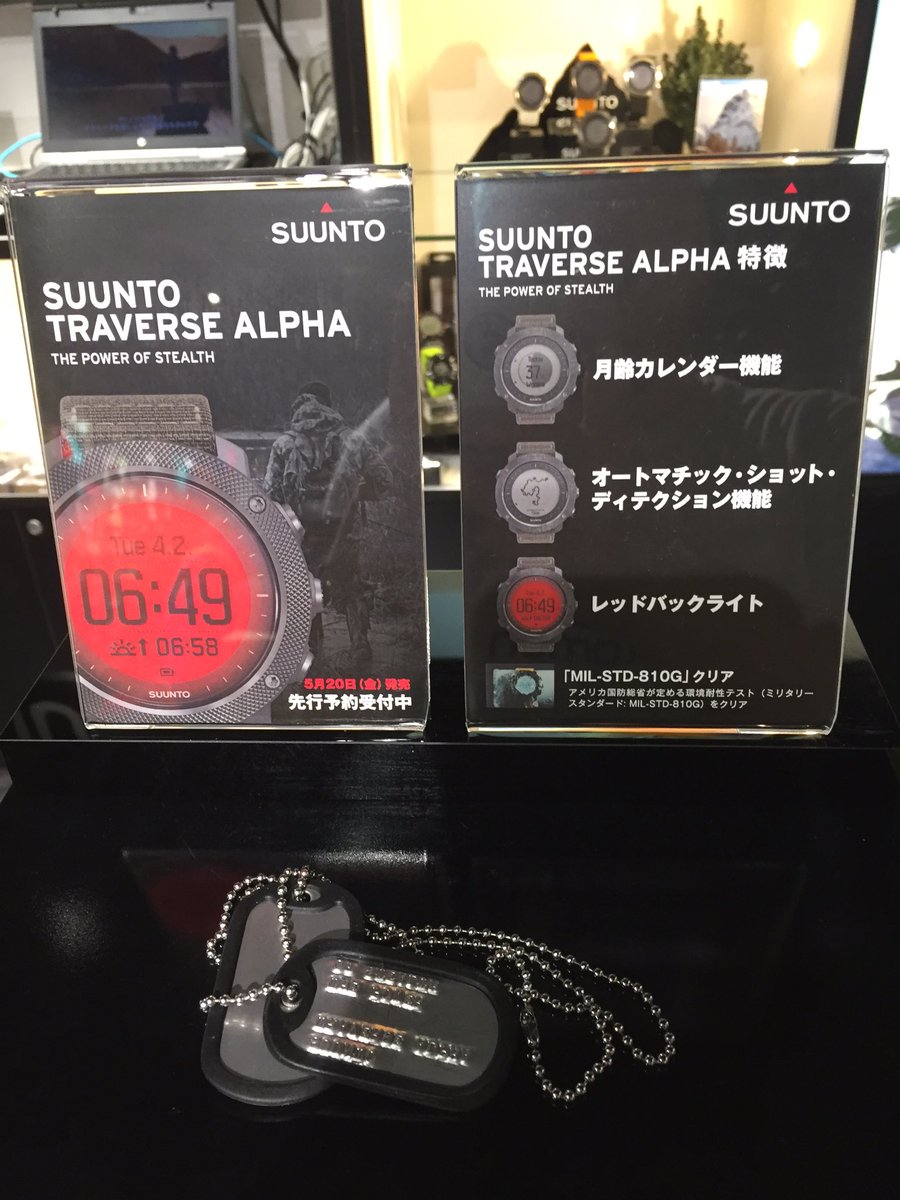 SUUNTO
SUUNTO
TRAVERSE ALPHA
THE POWER OF STEALTH
Tue 4.2.
06:49
06:58
SUUNTO
5月20日(金)発売
先行予約受付中
SUUNTO
SUUNTO
TRAVERSE ALPHA 特徴
THE POWER OF STEALTH
37
SUUNTO
月齢カレンダー機能
SUUNTO
オートマチック・ショット・
ディテクション機能
06:49
レッドバックライト
「MIL-STD-810G」クリア
アメリカ国防総省が定める環境耐性テスト（ミリタリー
スタンダード: MIL-STD-810G）をクリア